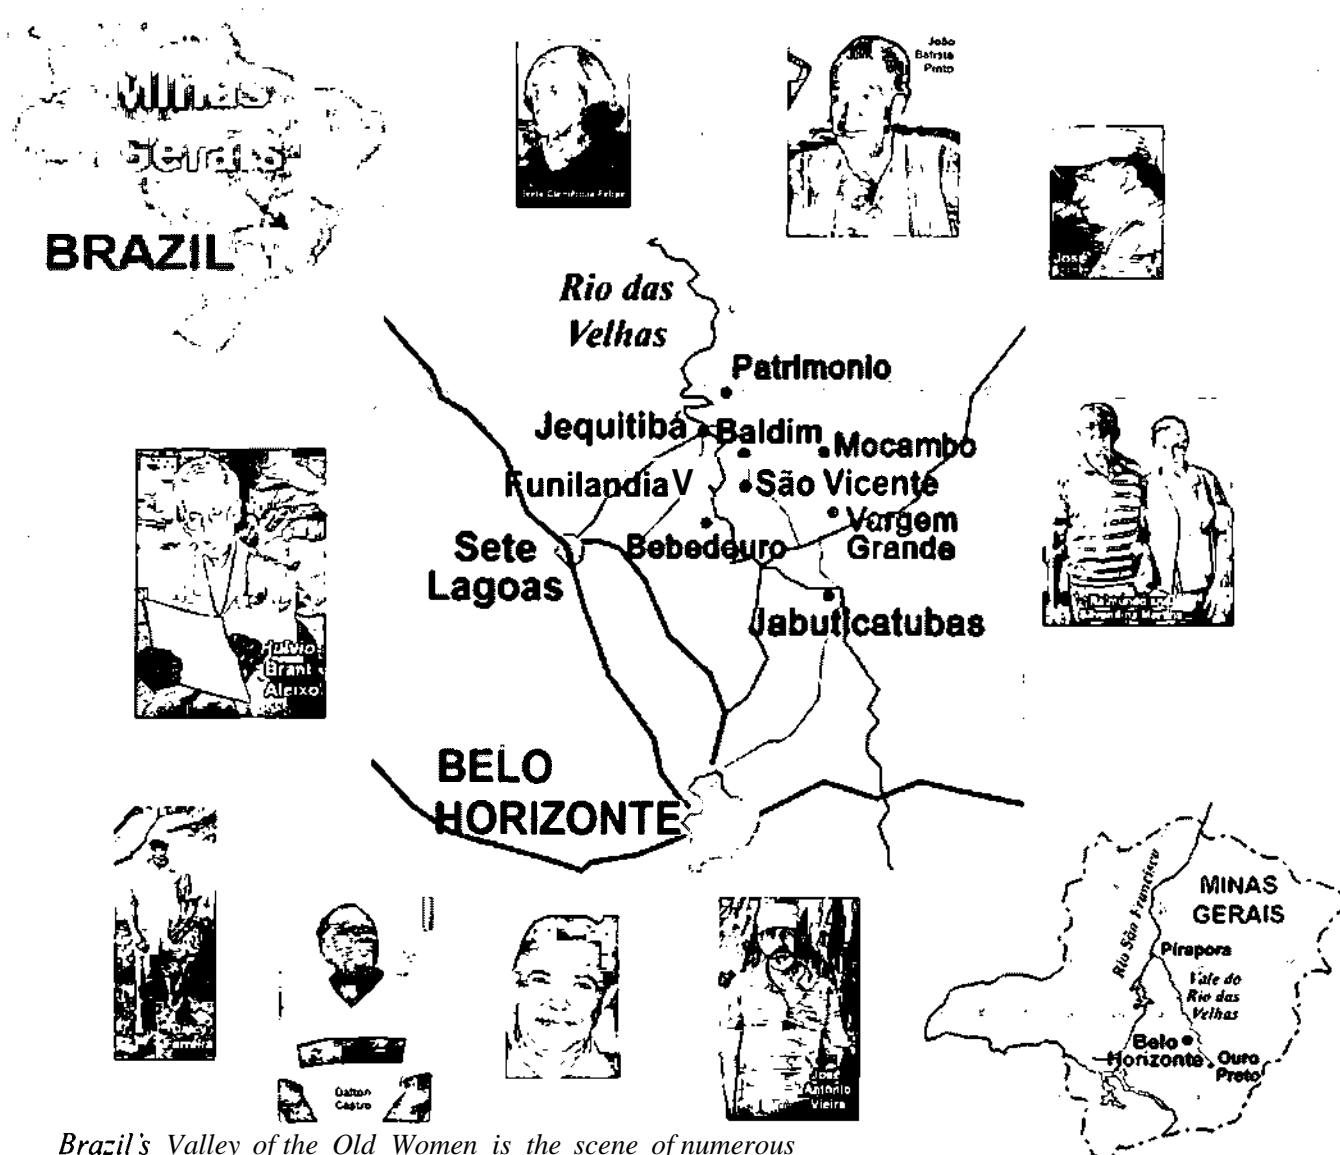 Minas
Gerais
BRAZIL
João
Batista
Pinto
José
Rio das
Velhas
Patrimonio
Jequitibá
Baldim
Mocambo
Funilandia V
São Vicente
Vargem
Grande
Sete
Lagoas
Bebedouro
Jabuticatubas
Brant
Aleixo
BELO
HORIZONTE
Rio São Francisco
MINAS
GERAIS
Pirapora
Vale do
Rio das
Velhas
Belo
Horizonte
Ouro
Preto
Dalton
Castro
José
Antônio
Vieira
Brazil's Valley of the Old Women is the scene of numerous